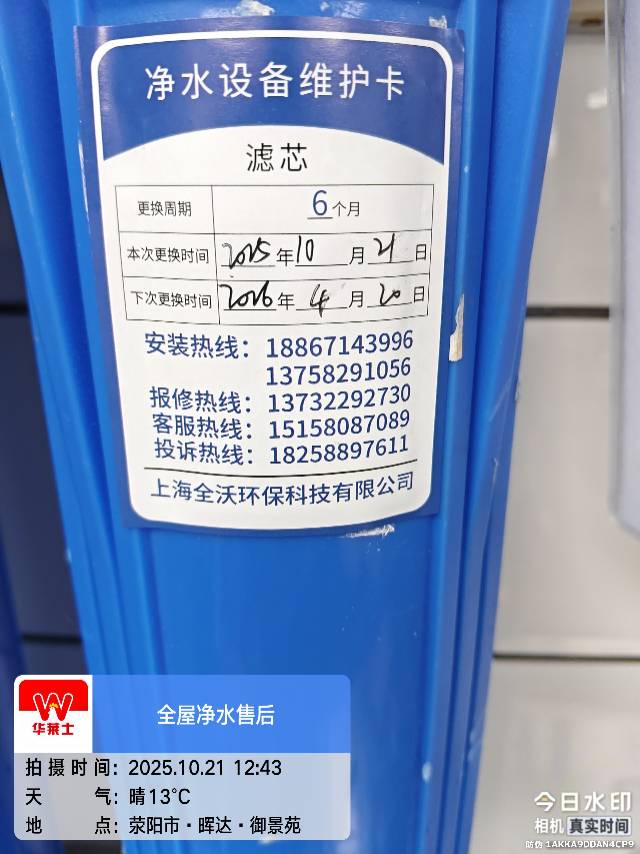 净水设备维护卡
滤芯
更换周期 6个月
本次更换时间 2025年10月21日
下次更换时间 2026年4月20日
安装热线：18867143996
13758291056
报修热线：13732292730
客服热线：15158087089
投诉热线：18258897611
上海全沃环保科技有限公司
华莱士
全屋净水售后
拍摄时间：2025.10.21 12:43
天气：晴13°C
地点：荥阳市·晖达·御景苑
今日水印
相机 真实时间
防伪 1AKKA9DDAN4CP9